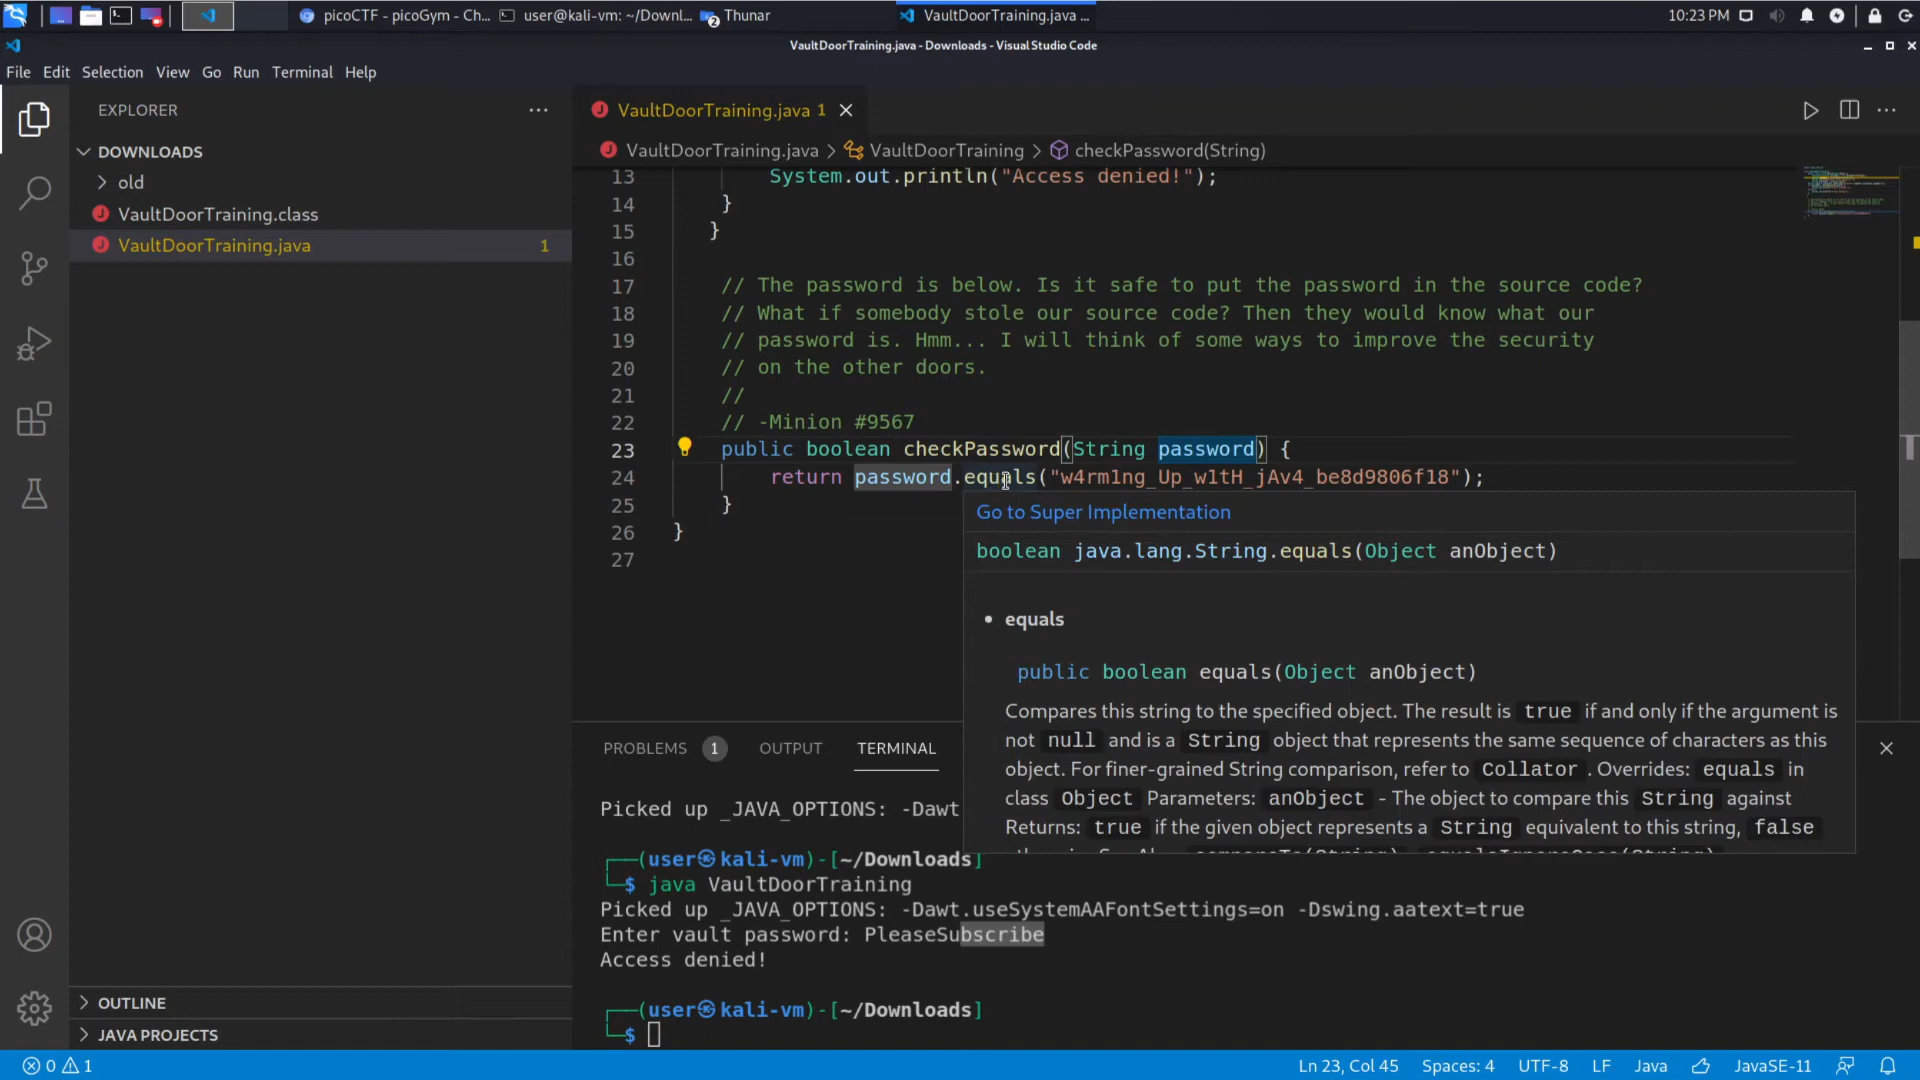 picoCTF - picoGym - Ch...
user@kali-vm: ~/Downl...
2
Thunar
VaultDoorTraining.java ...
10:23 PM
VaultDoorTraining.java - Downloads - Visual Studio Code
File Edit Selection View Go Run Terminal Help
EXPLORER
DOWNLOADS
old
VaultDoorTraining.class
VaultDoorTraining.java 1
OUTLINE
JAVA PROJECTS
VaultDoorTraining.java 1
VaultDoorTraining.java > VaultDoorTraining > checkPassword(String)
13 System.out.println("Access denied!");
14 }
15 }
16
17 // The password is below. Is it safe to put the password in the source code?
18 // What if somebody stole our source code? Then they would know what our
19 // password is. Hmm... I will think of some ways to improve the security
20 // on the other doors.
21 //
22 // -Minion #9567
23 public boolean checkPassword(String password) {
24 return password.equals("w4rm1ng_Up_w1tH_jAv4_be8d9806f18");
25 }
26 }
27
Go to Super Implementation
boolean java.lang.String.equals(Object anObject)
• equals
public boolean equals(Object anObject)
Compares this string to the specified object. The result is true if and only if the argument is
not null and is a String object that represents the same sequence of characters as this
object. For finer-grained String comparison, refer to Collator . Overrides: equals in
class Object Parameters: anObject - The object to compare this String against
Returns: true if the given object represents a String equivalent to this string, false
PROBLEMS 1 OUTPUT TERMINAL
Picked up _JAVA_OPTIONS: -Dawt.
┌──(user㉿kali-vm)-[~/Downloads]
└─$ java VaultDoorTraining
Picked up _JAVA_OPTIONS: -Dawt.useSystemAAFontSettings=on -Dswing.aatext=true
Enter vault password: PleaseSubscribe
Access denied!
┌──(user㉿kali-vm)-[~/Downloads]
└─$
0 1
Ln 23, Col 45 Spaces: 4 UTF-8 LF Java JavaSE-11